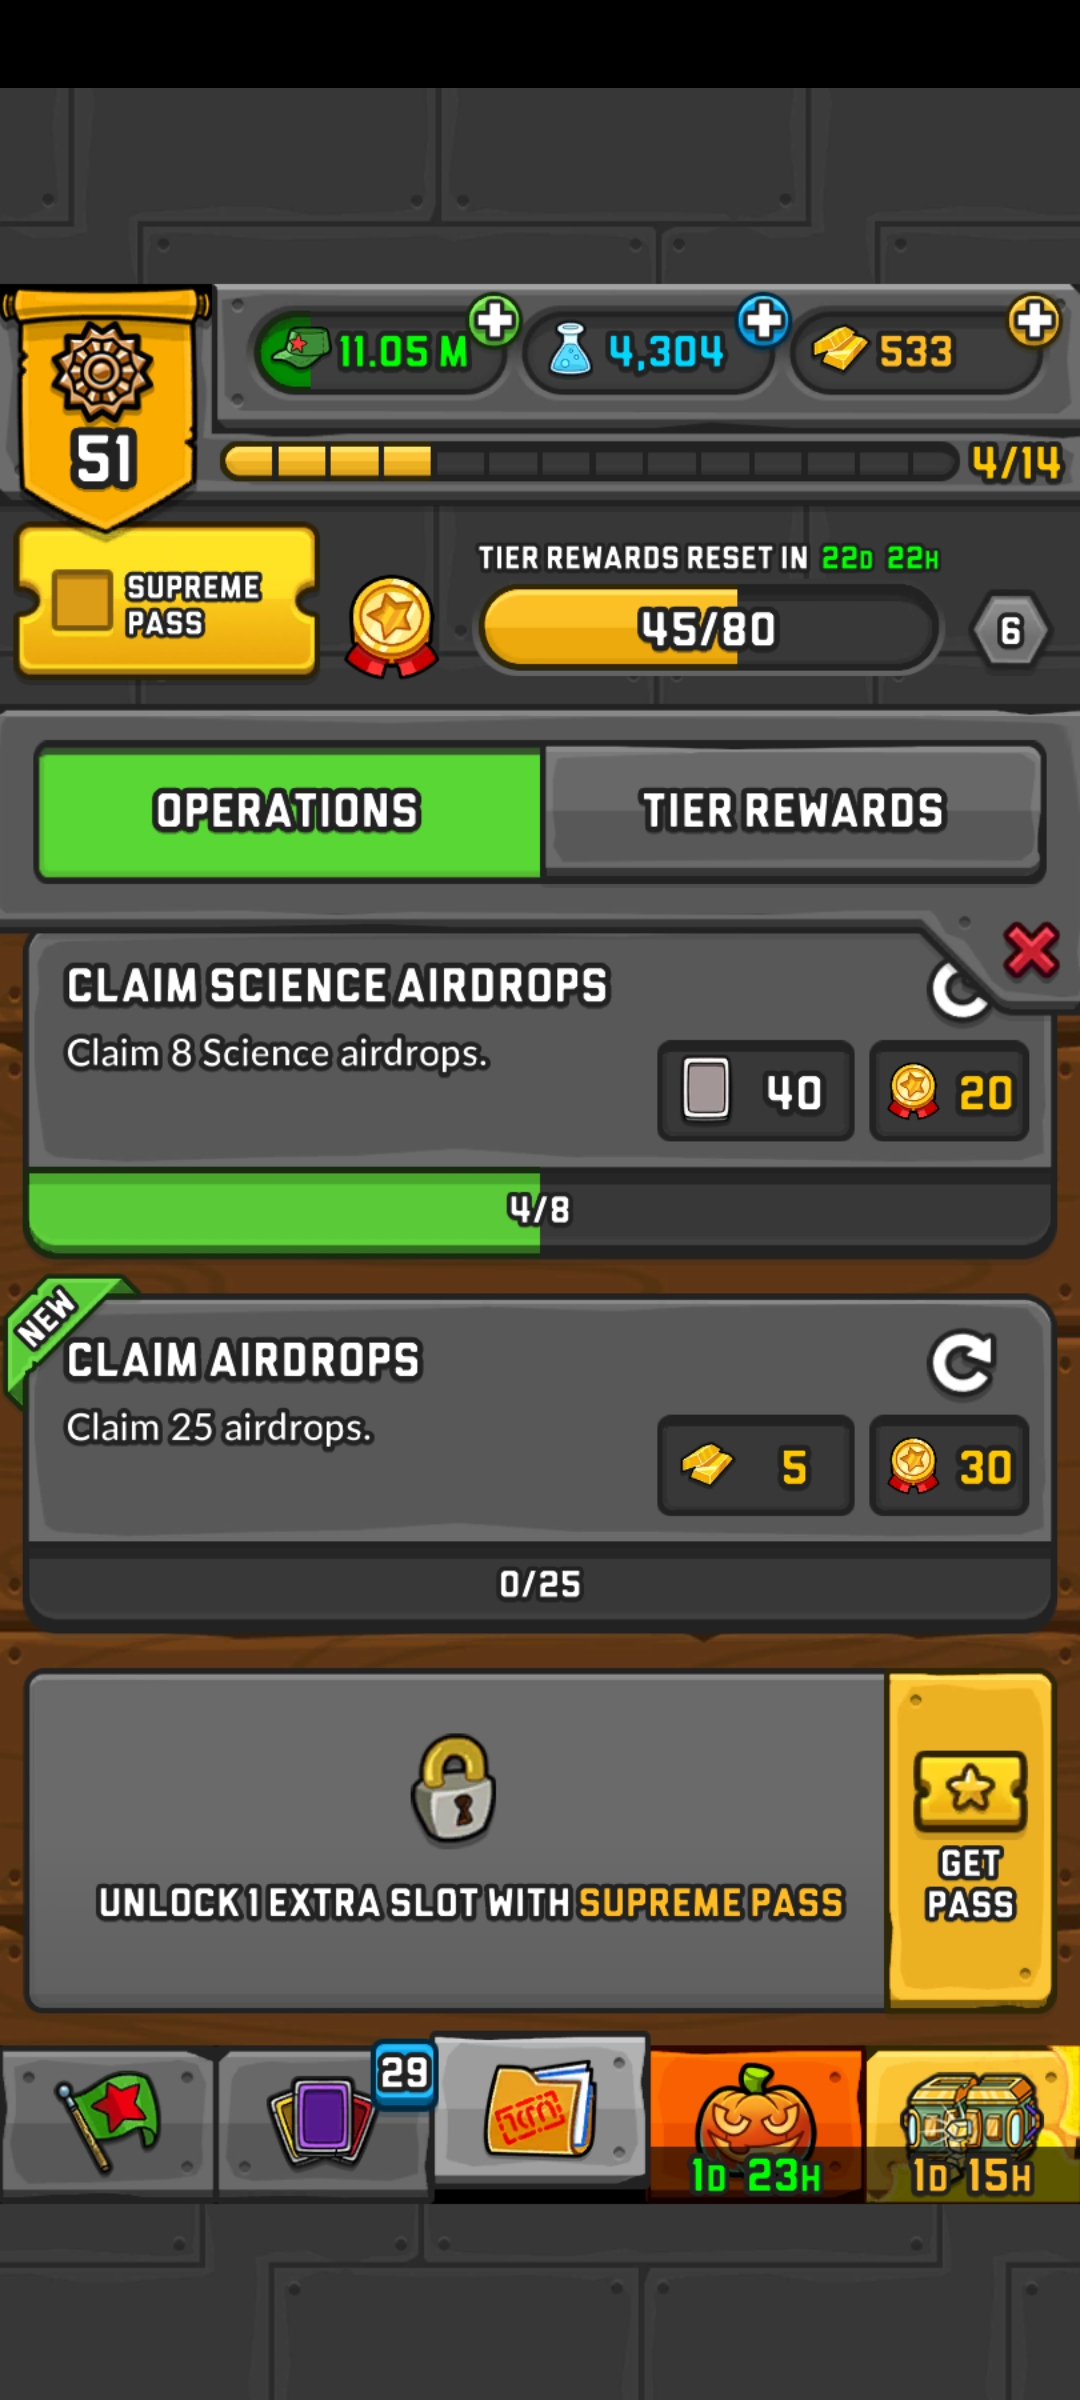 11.05 M
4,304
533
51
4/14
SUPREME
PASS
TIER REWARDS RESET IN 22D 22H
45/80
6
OPERATIONS
TIER REWARDS
CLAIM SCIENCE AIRDROPS
Claim 8 Science airdrops.
40
20
4/8
NEW
CLAIM AIRDROPS
Claim 25 airdrops.
5
30
0/25
UNLOCK 1 EXTRA SLOT WITH SUPREME PASS
GET
PASS
29
1D 23H
1D 15H